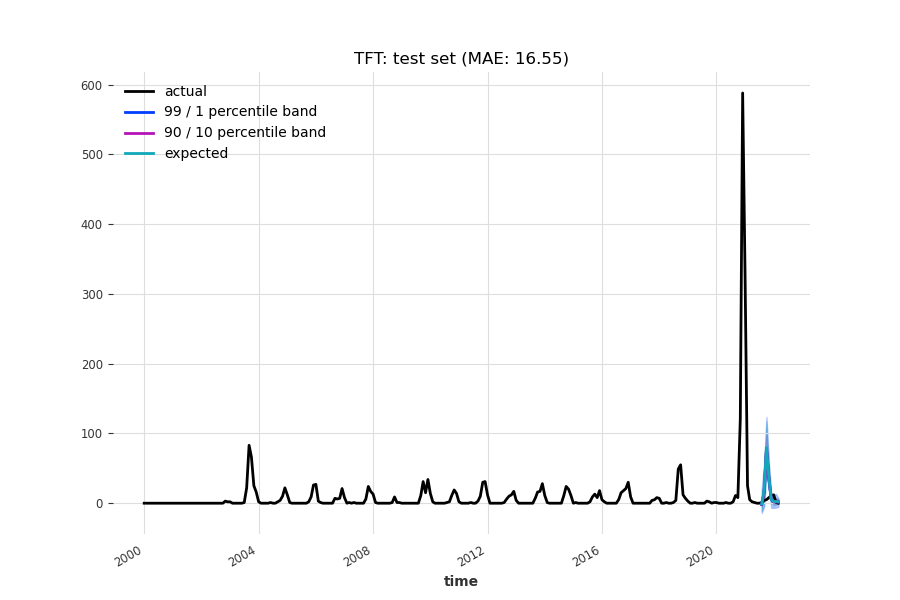 TFT: test set (MAE: 16.55)
600
500
400
300
200
100
0
actual
99 / 1 percentile band
90 / 10 percentile band
expected
2000
2004
2008
2012
2016
2020
time